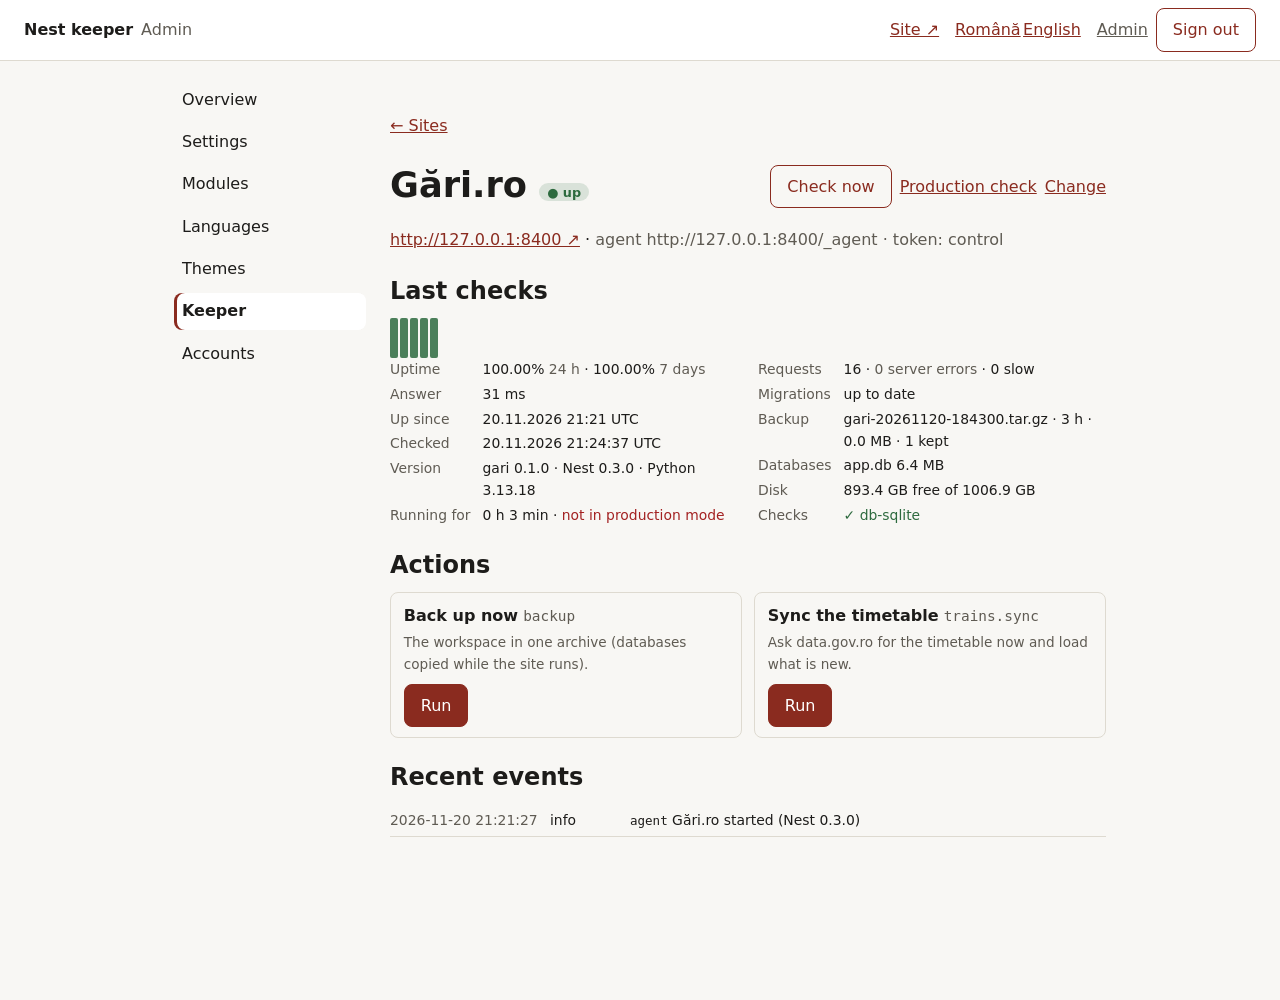 Nest keeper Admin
Site ↗ Română English Admin Sign out
Overview
Settings
Modules
Languages
Themes
Keeper
Accounts
← Sites
Gări.ro ● up
Check now Production check Change
http://127.0.0.1:8400 ↗ · agent http://127.0.0.1:8400/_agent · token: control
Last checks
Uptime 100.00% 24 h · 100.00% 7 days
Answer 31 ms
Up since 20.11.2026 21:21 UTC
Checked 20.11.2026 21:24:37 UTC
Version gari 0.1.0 · Nest 0.3.0 · Python
3.13.18
Running for 0 h 3 min · not in production mode
Requests 16 · 0 server errors · 0 slow
Migrations up to date
Backup gari-20261120-184300.tar.gz · 3 h ·
0.0 MB · 1 kept
Databases app.db 6.4 MB
Disk 893.4 GB free of 1006.9 GB
Checks ✓ db-sqlite
Actions
Back up now backup
The workspace in one archive (databases
copied while the site runs).
Run
Sync the timetable trains.sync
Ask data.gov.ro for the timetable now and load
what is new.
Run
Recent events
2026-11-20 21:21:27 info agent Gări.ro started (Nest 0.3.0)